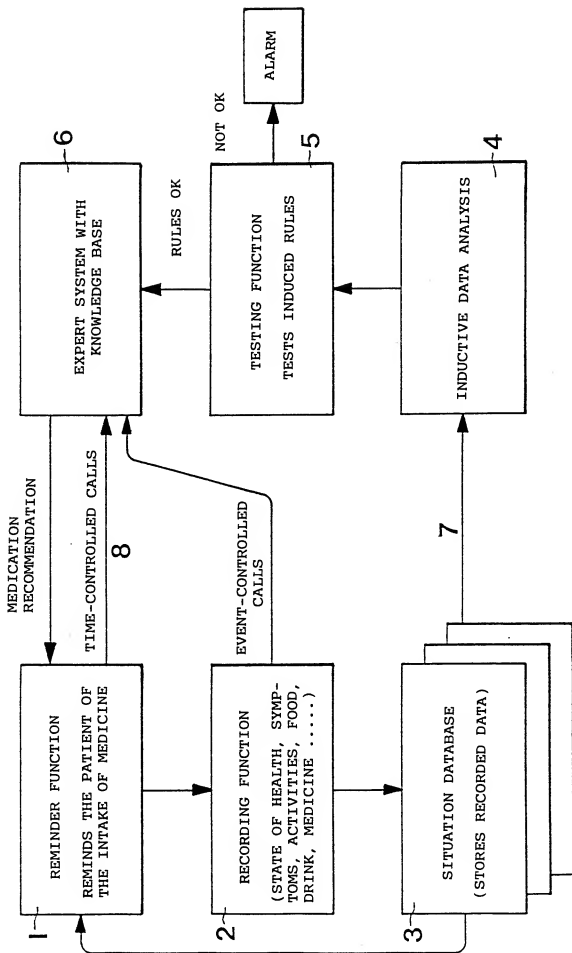 1
REMINDER FUNCTION
REMINDS THE PATIENT OF
THE INTAKE OF MEDICINE
MEDICATION
RECOMMENDATION
TIME-CONTROLLED CALLS
8
6
EXPERT SYSTEM WITH
KNOWLEDGE BASE
2
RECORDING FUNCTION
(STATE OF HEALTH, SYMP-
TOMS, ACTIVITIES, FOOD,
DRINK, MEDICINE .....)
EVENT-CONTROLLED
CALLS
RULES OK
NOT OK
5
TESTING FUNCTION
TESTS INDUCED RULES
ALARM
3
SITUATION DATABASE
(STORES RECORDED DATA)
7
4
INDUCTIVE DATA ANALYSIS